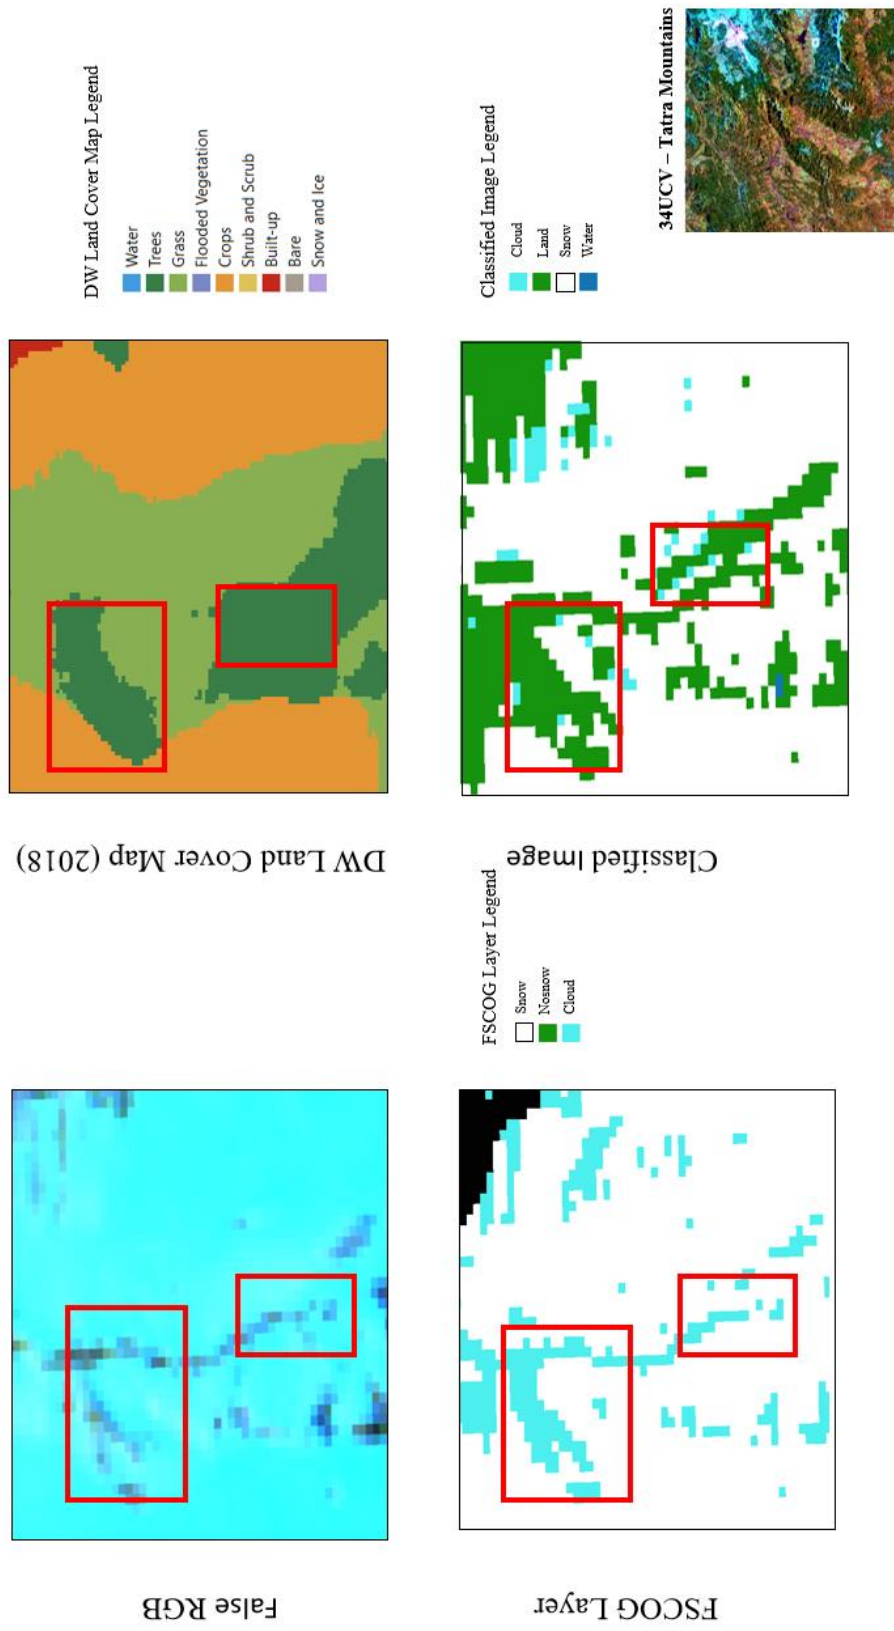 False RGB
DW Land Cover Map (2018)
DW Land Cover Map Legend
Water
Trees
Grass
Flooded Vegetation
Crops
Shrub and Scrub
Built-up
Bare
Snow and Ice
FSCOG Layer
FSCOG Layer Legend
Snow
Nosnow
Cloud
Classified Image
Classified Image Legend
Cloud
Land
Snow
Water
34UCV – Tatra Mountains